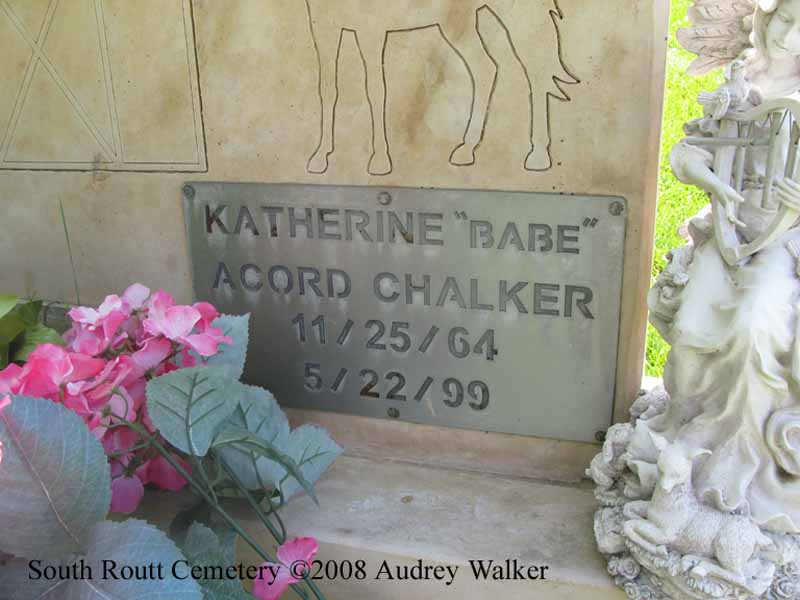 KATHERINE "BABE"
ACORD CHALKER
11/25/64
5/22/99
South Routt Cemetery ©2008 Audrey Walker